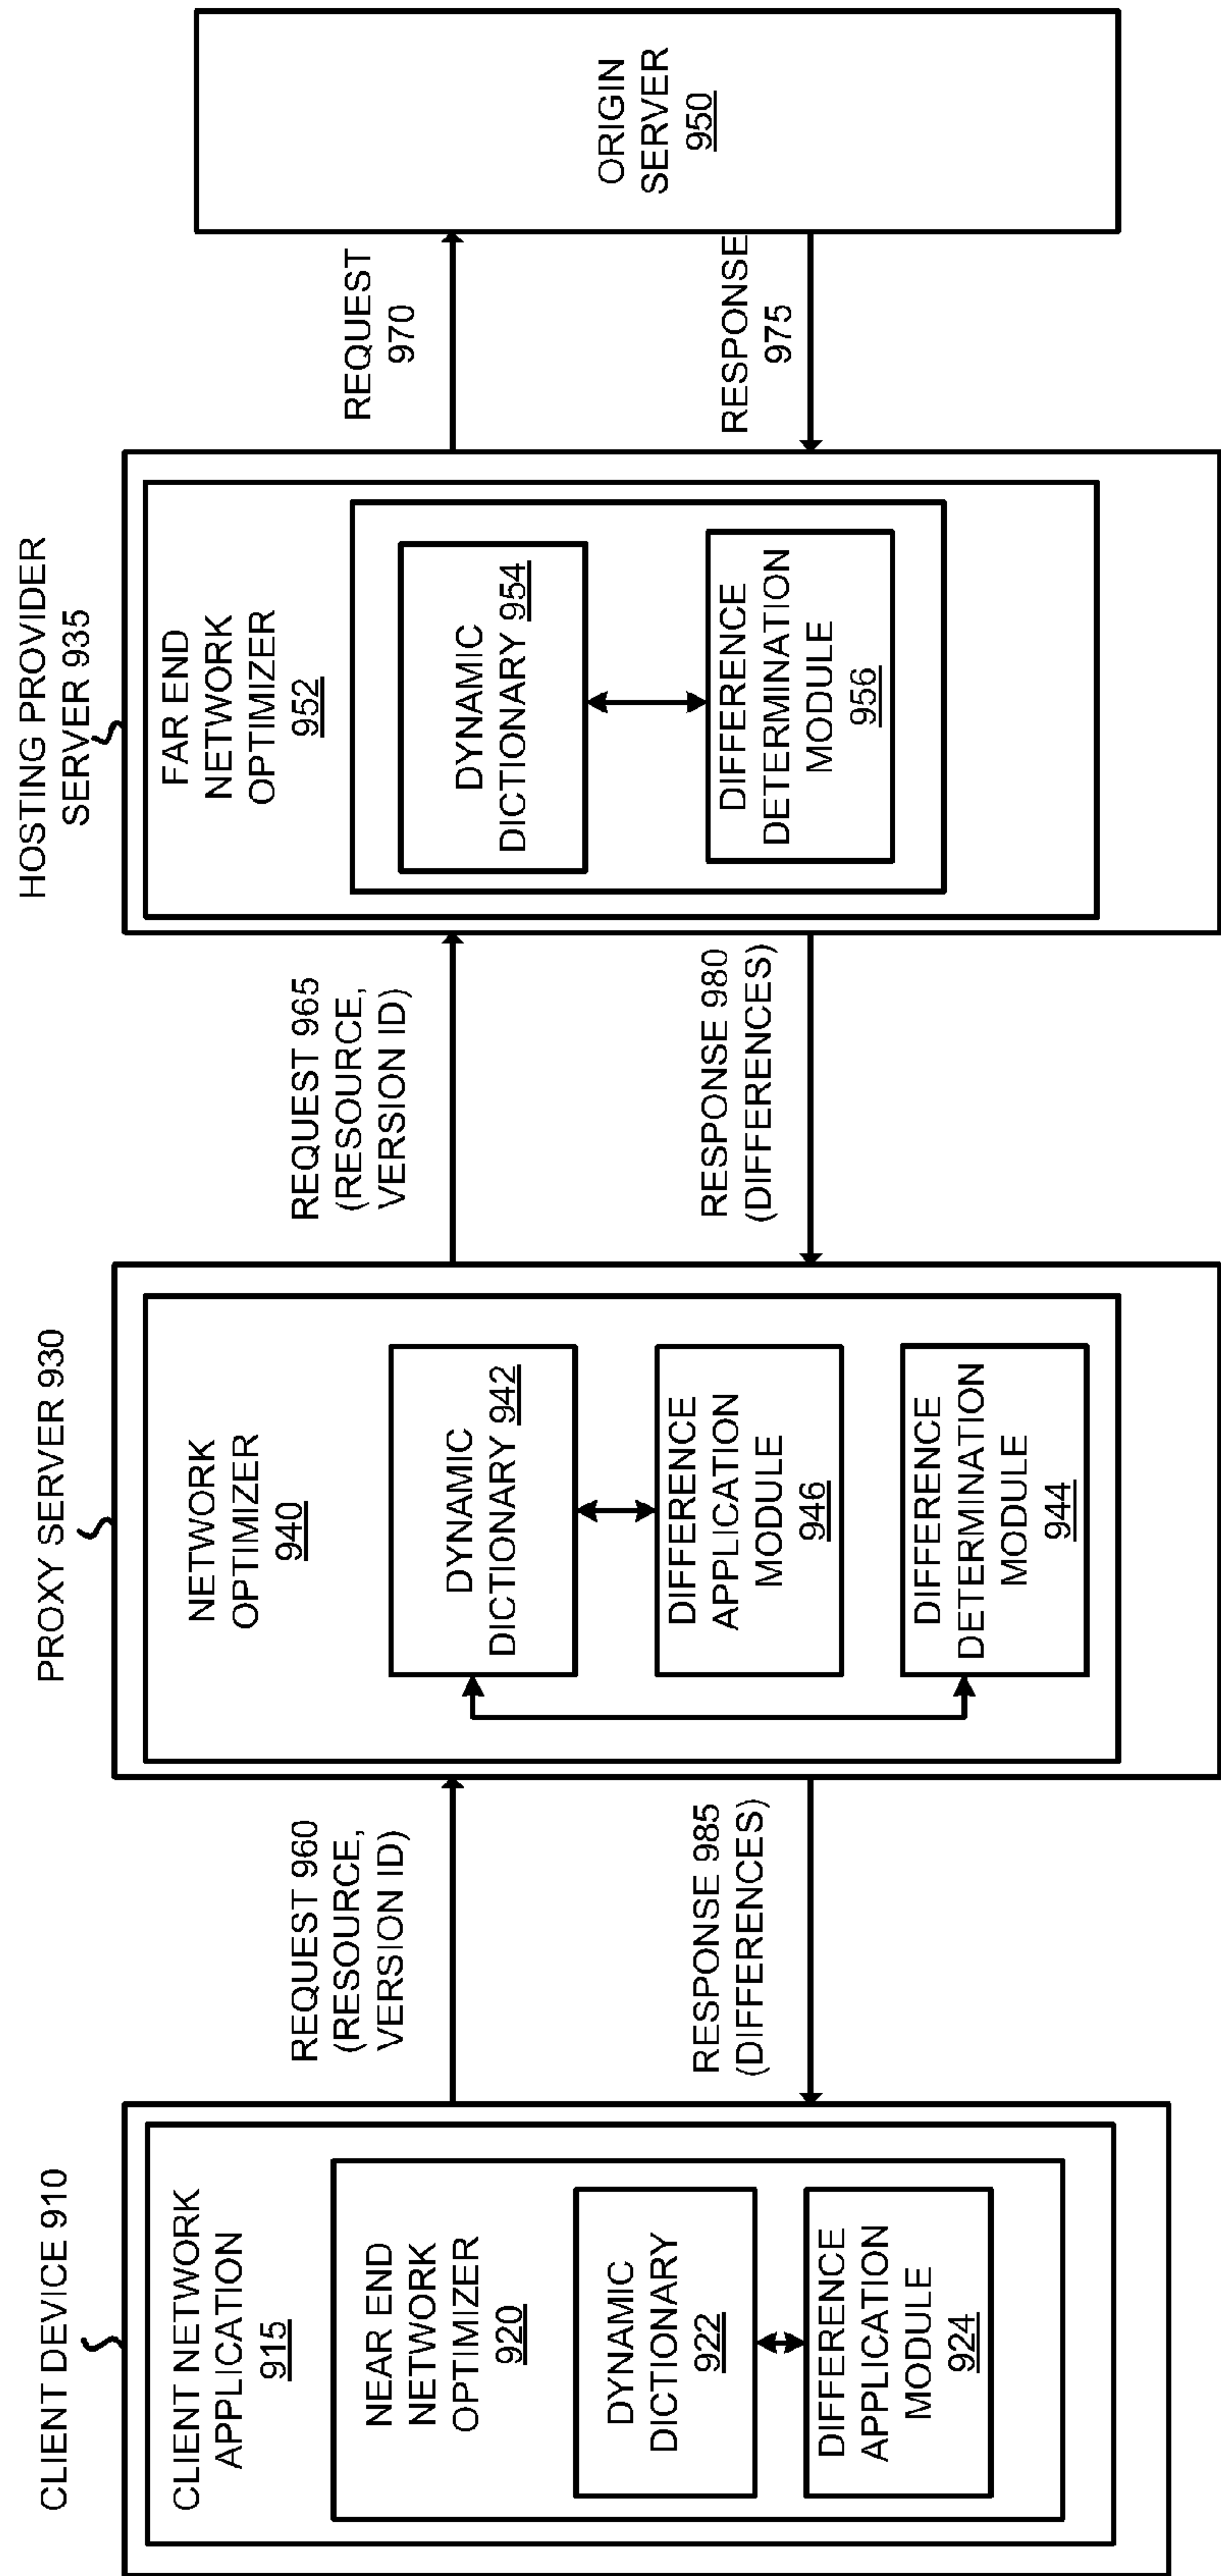 CLIENT DEVICE 910
CLIENT NETWORK
APPLICATION
915
NEAR END
NETWORK
OPTIMIZER
920
DYNAMIC
DICTIONARY
922
DIFFERENCE
APPLICATION
MODULE
924
REQUEST 960
(RESOURCE,
VERSION ID)
RESPONSE 985
(DIFFERENCES)
PROXY SERVER 930
NETWORK
OPTIMIZER
940
DYNAMIC
DICTIONARY 942
DIFFERENCE
APPLICATION
MODULE
946
DIFFERENCE
DETERMINATION
MODULE
944
REQUEST 965
(RESOURCE,
VERSION ID)
RESPONSE 980
(DIFFERENCES)
HOSTING PROVIDER
SERVER 935
FAR END
NETWORK
OPTIMIZER
952
DYNAMIC
DICTIONARY 954
DIFFERENCE
DETERMINATION
MODULE
956
REQUEST
970
RESPONSE
975
ORIGIN
SERVER
950